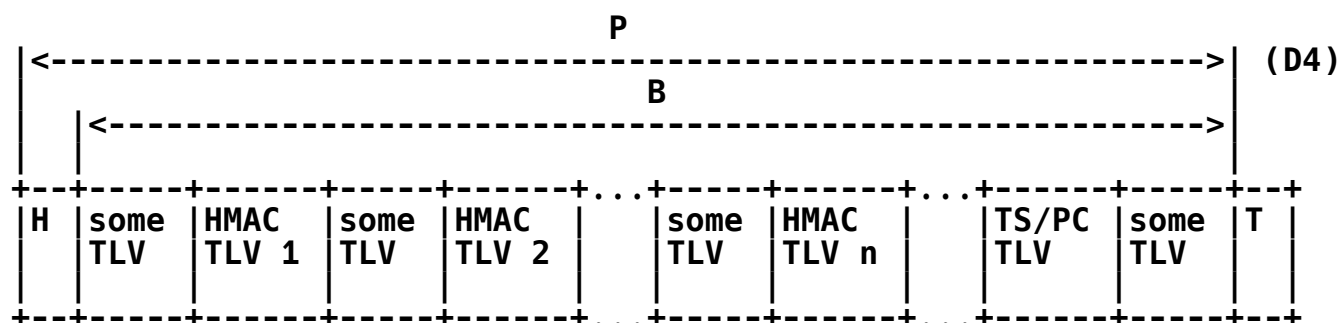 P
|<------------------------------------------------------------>| (D4)
|                                B                              |
|  |<---------------------------------------------------------->|
|  |                                                            |
+--+-----+------+-----+------+...+-----+------+...+------+-----+--+
|H |some |HMAC  |some |HMAC  |   |some |HMAC  |   |TS/PC |some |T |
|  |TLV  |TLV 1 |TLV  |TLV 2 |   |TLV  |TLV n |   |TLV   |TLV  |  |
|  |     |      |     |      |   |     |      |   |      |     |  |
+--+-----+------+-----+------+...+-----+------+...+------+-----+--+